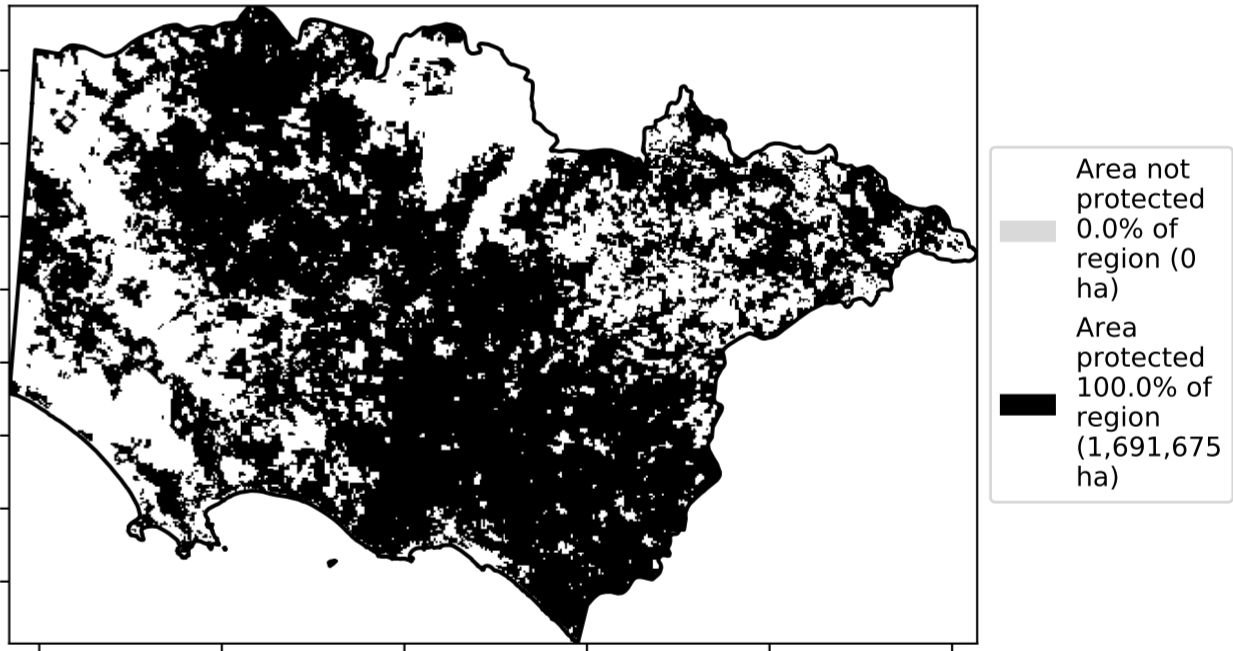 Area not
protected
0.0% of
region (0
ha)
Area
protected
100.0% of
region
(1,691,675
ha)